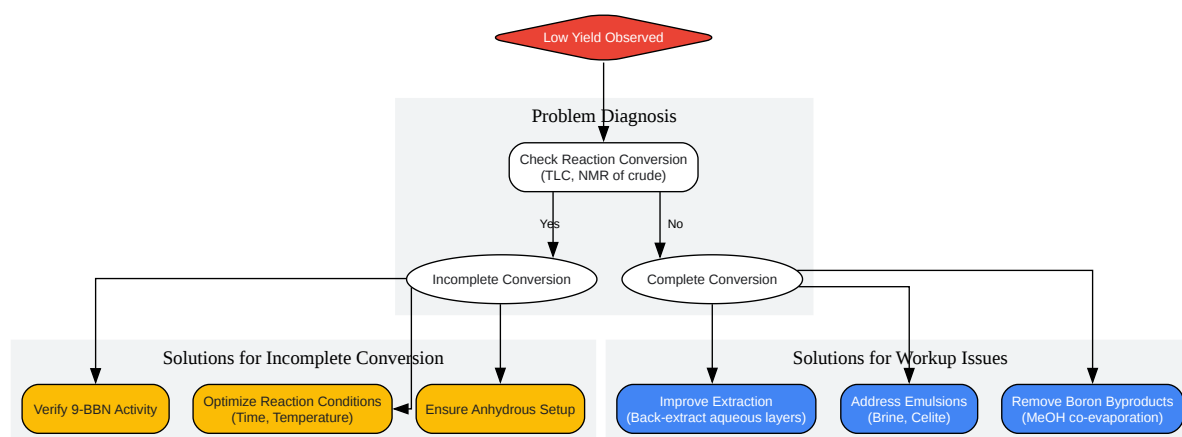 Low Yield Observed
Problem Diagnosis
Check Reaction Conversion
(TLC, NMR of crude)
Yes
No
Incomplete Conversion
Complete Conversion
Solutions for Incomplete Conversion
Verify 9-BBN Activity
Optimize Reaction Conditions
(Time, Temperature)
Ensure Anhydrous Setup
Solutions for Workup Issues
Improve Extraction
(Back-extract aqueous layers)
Address Emulsions
(Brine, Celite)
Remove Boron Byproducts
(MeOH co-evaporation)